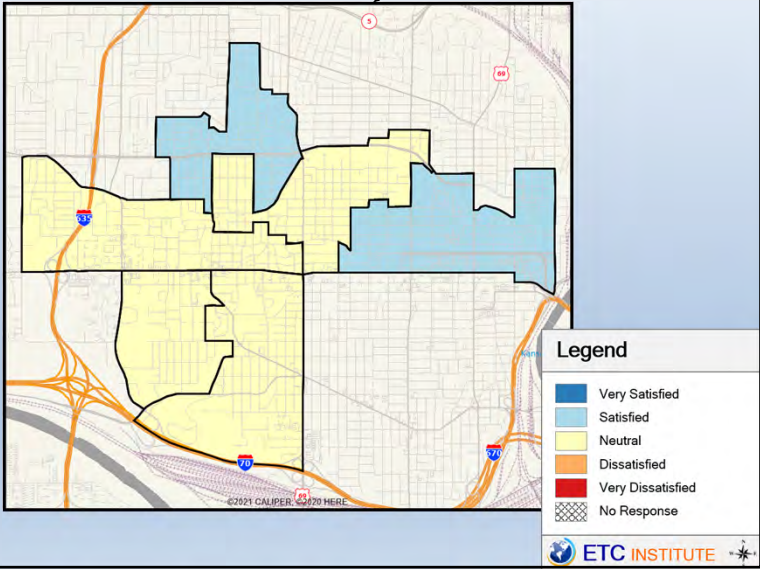 5
69
635
Legend
Very Satisfied
Satisfied
Neutral
Dissatisfied
Very Dissatisfied
No Response
70
670
69
©2021 CALIPER; ©2020 HERE
ETC INSTITUTE